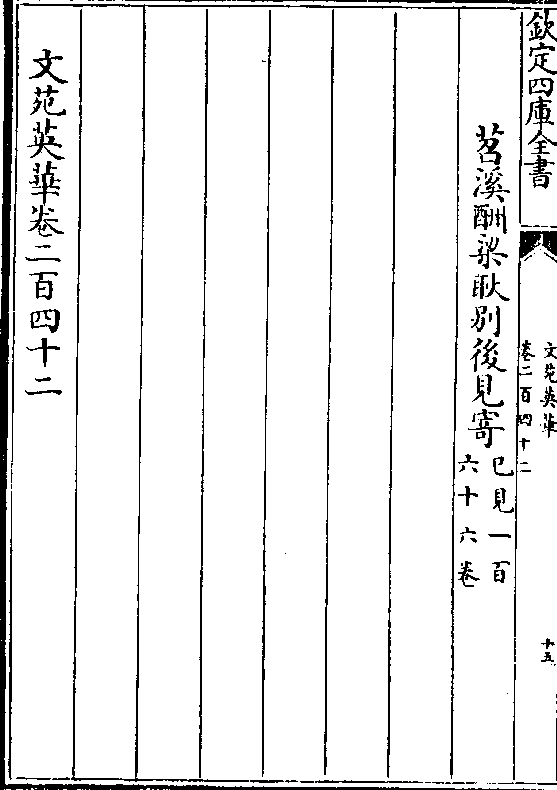 欽定四庫全書
文苑英華
卷二百四十二
十五
苕溪酬梁耿别後見寄
已見一百
六十六卷
文苑英華卷二百四十二